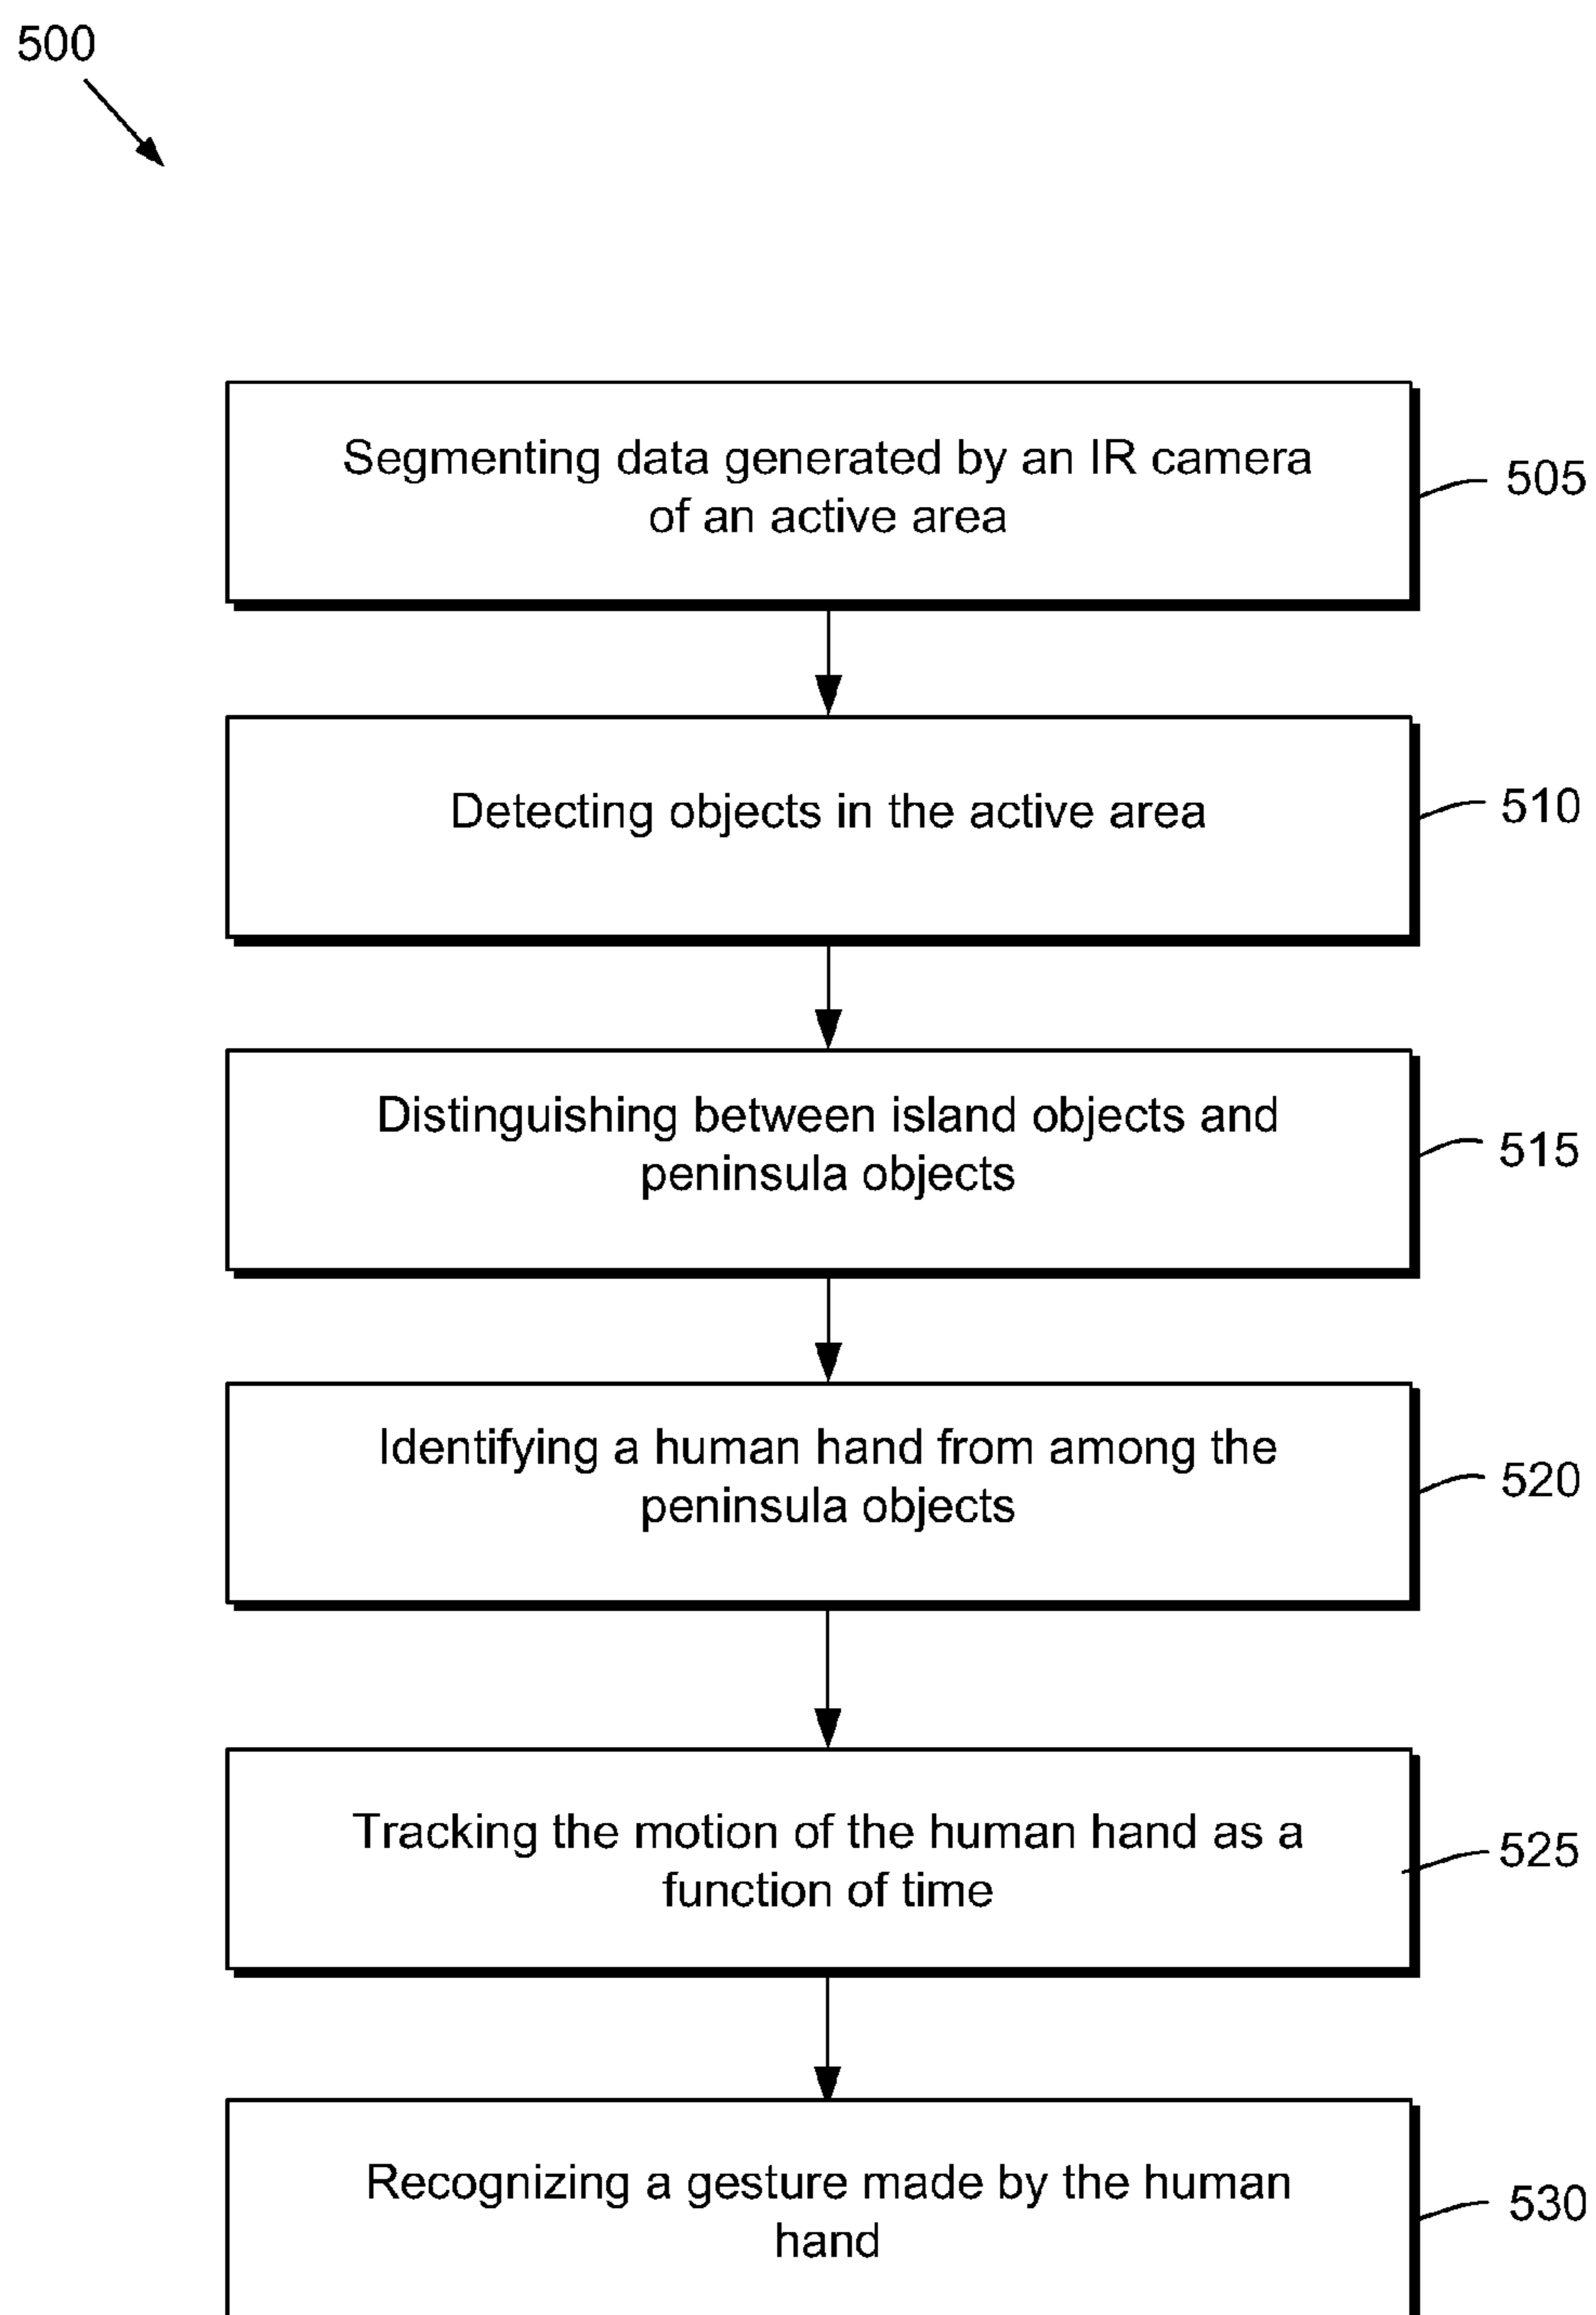 500
Segmenting data generated by an IR camera
of an active area
505
Detecting objects in the active area
510
Distinguishing between island objects and
peninsula objects
515
Identifying a human hand from among the
peninsula objects
520
Tracking the motion of the human hand as a
function of time
525
Recognizing a gesture made by the human
hand
530